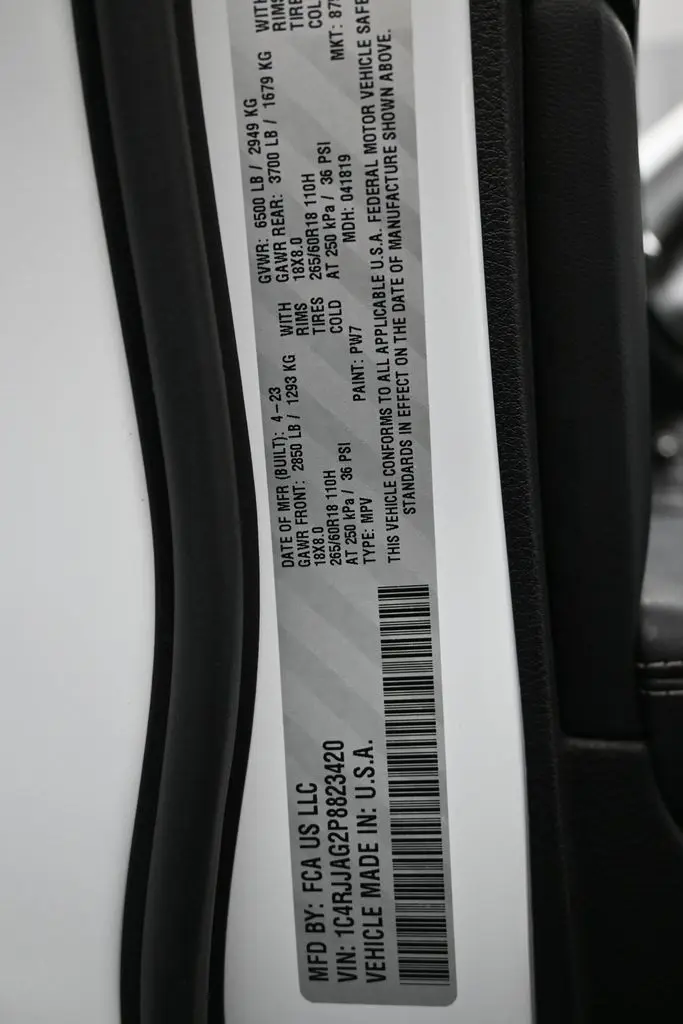 MFD BY: FCA US LLC
VIN: 1C4RJJAG2P8823420
VEHICLE MADE IN: U.S.A.
DATE OF MFR (BUILT): 4-23
GVWR: 6500 LB / 2949 KG
GAWR FRONT: 2850 LB / 1293 KG WITH
GAWR REAR: 3700 LB / 1679 KG WITH
18X8.0 RIMS
18X8.0
265/60R18 110H TIRES
265/60R18 110H
AT 250 kPa / 36 PSI COLD
AT 250 kPa / 36 PSI COLD
TYPE: MPV PAINT: PW7 MDH: 041819 MKT:
THIS VEHICLE CONFORMS TO ALL APPLICABLE U.S.A. FEDERAL MOTOR VEHICLE
STANDARDS IN EFFECT ON THE DATE OF MANUFACTURE SHOWN ABOVE.